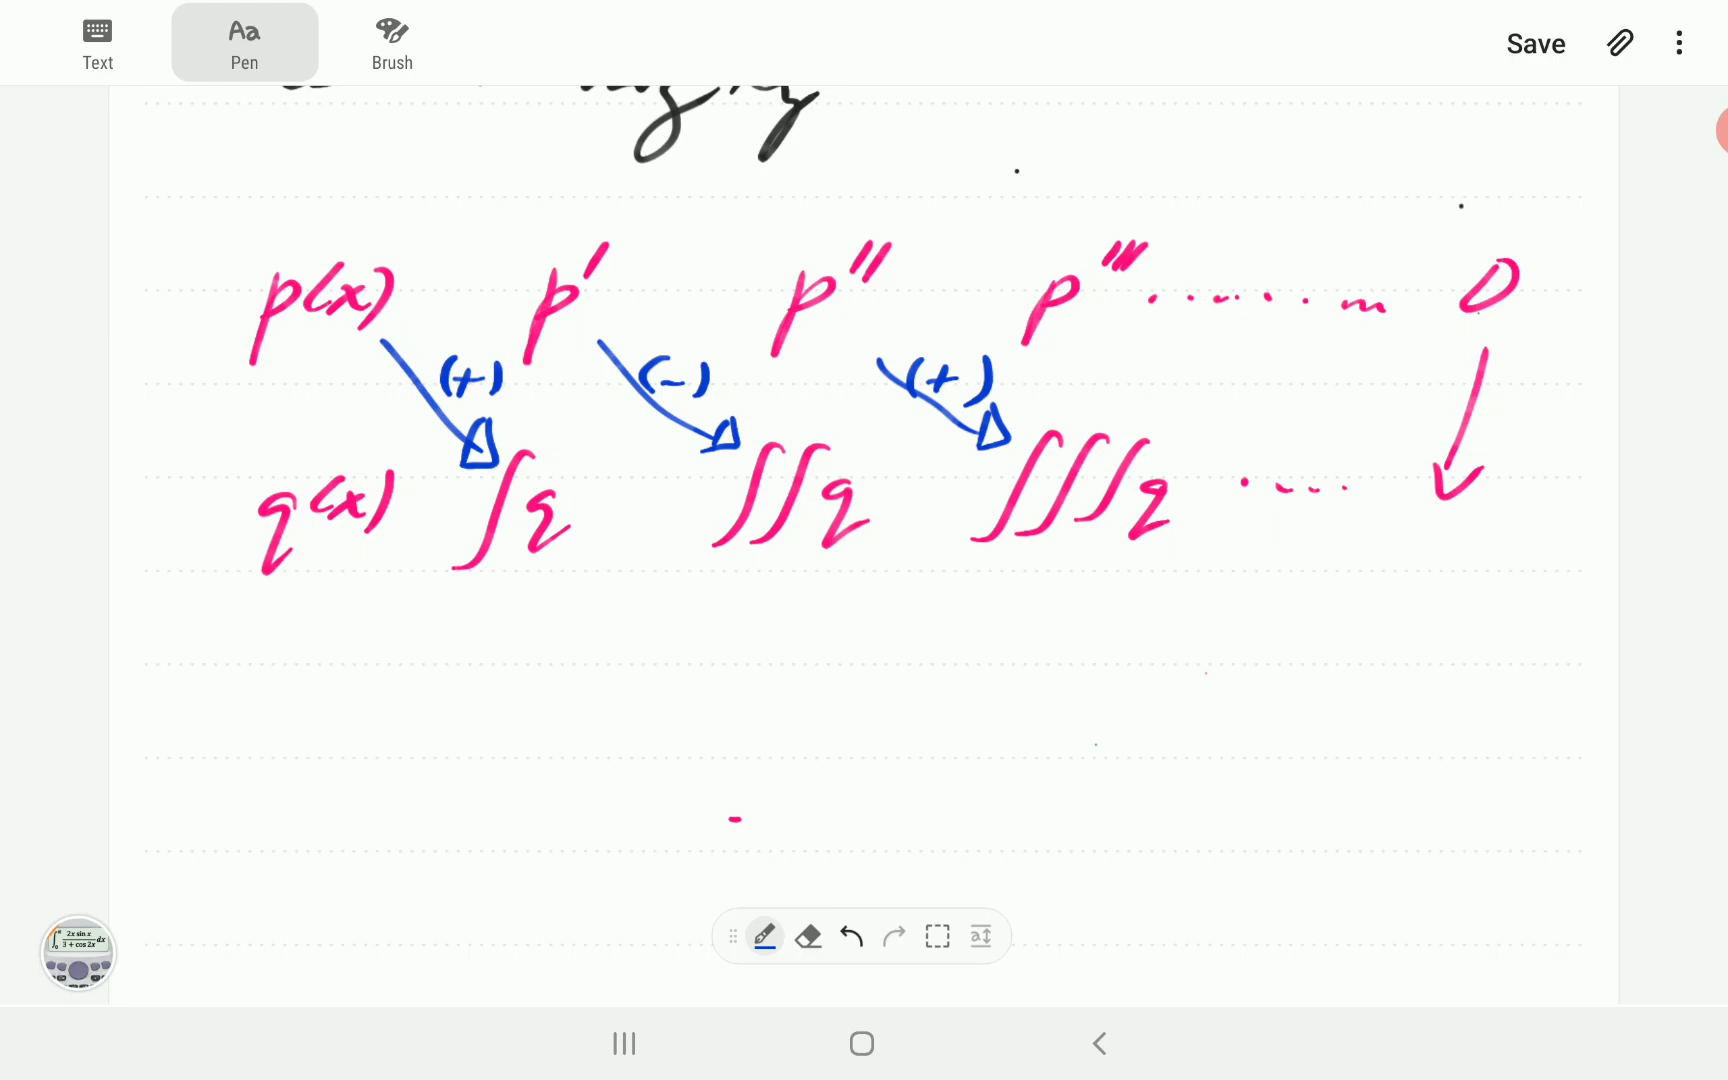 Text Pen Brush Save
p(x) p′ p″ p‴ ........ 0
(+) (-) (+)
q(x) ∫q ∫∫q ∫∫∫q ....